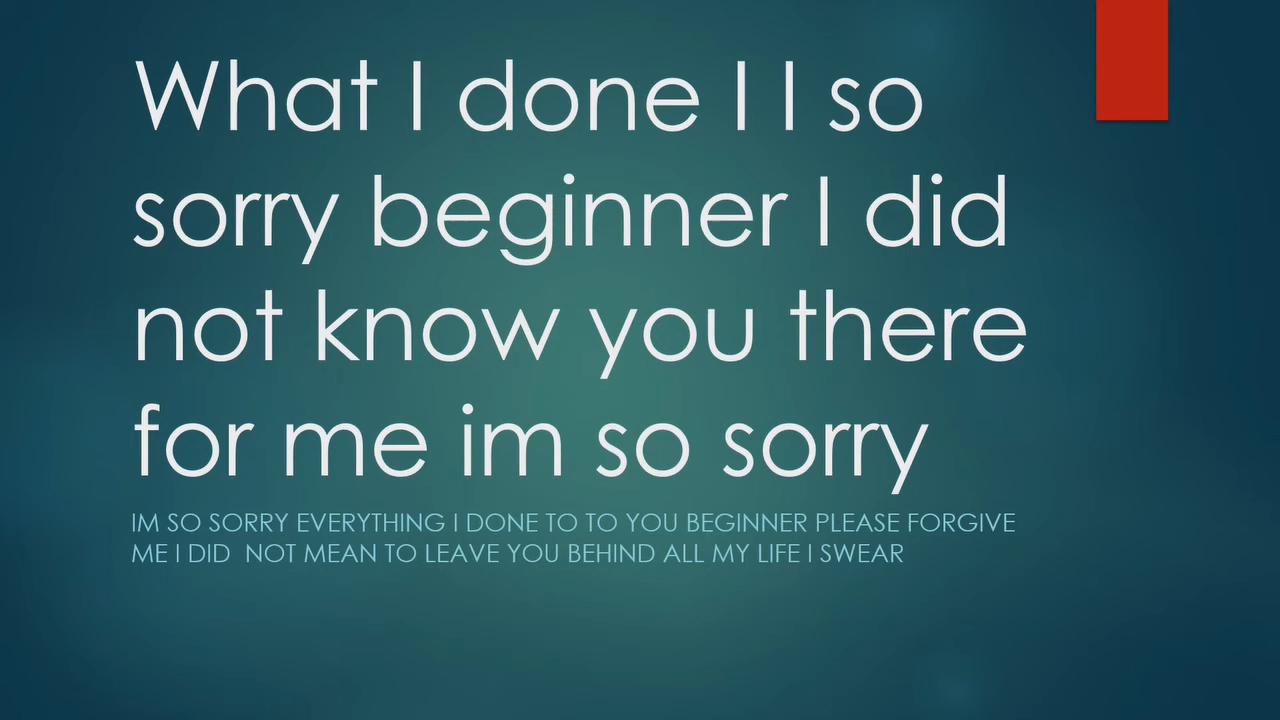 What I done I I so
sorry beginner I did
not know you there
for me im so sorry
IM SO SORRY EVERYTHING I DONE TO TO YOU BEGINNER PLEASE FORGIVE
ME I DID  NOT MEAN TO LEAVE YOU BEHIND ALL MY LIFE I SWEAR